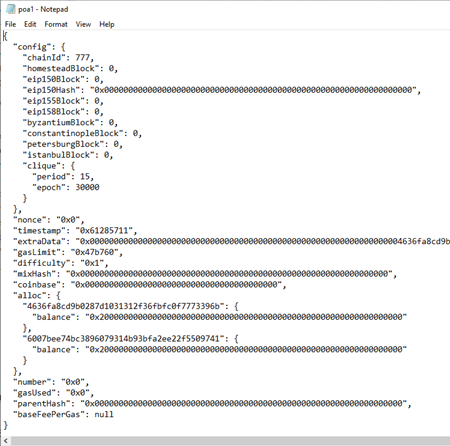 poa1 - Notepad
File Edit Format View Help
{
  "config": {
    "chainId": 777,
    "homesteadBlock": 0,
    "eip150Block": 0,
    "eip150Hash": "0x0000000000000000000000000000000000000000000000000000000000000000",
    "eip155Block": 0,
    "eip158Block": 0,
    "byzantiumBlock": 0,
    "constantinopleBlock": 0,
    "petersburgBlock": 0,
    "istanbulBlock": 0,
    "clique": {
      "period": 15,
      "epoch": 30000
    }
  },
  "nonce": "0x0",
  "timestamp": "0x61285711",
  "extraData": "0x00000000000000000000000000000000000000000000000000000000000000004636fa8cd9b
  "gasLimit": "0x47b760",
  "difficulty": "0x1",
  "mixHash": "0x0000000000000000000000000000000000000000000000000000000000000000",
  "coinbase": "0x0000000000000000000000000000000000000000",
  "alloc": {
    "4636fa8cd9b0287d1031312f36fbfc0f7773396b": {
      "balance": "0x200000000000000000000000000000000000000000000000000000000000000"
    },
    "6007bee74bc3896079314b93bfa2ee22f5509741": {
      "balance": "0x200000000000000000000000000000000000000000000000000000000000000"
    }
  },
  "number": "0x0",
  "gasUsed": "0x0",
  "parentHash": "0x0000000000000000000000000000000000000000000000000000000000000000",
  "baseFeePerGas": null
}